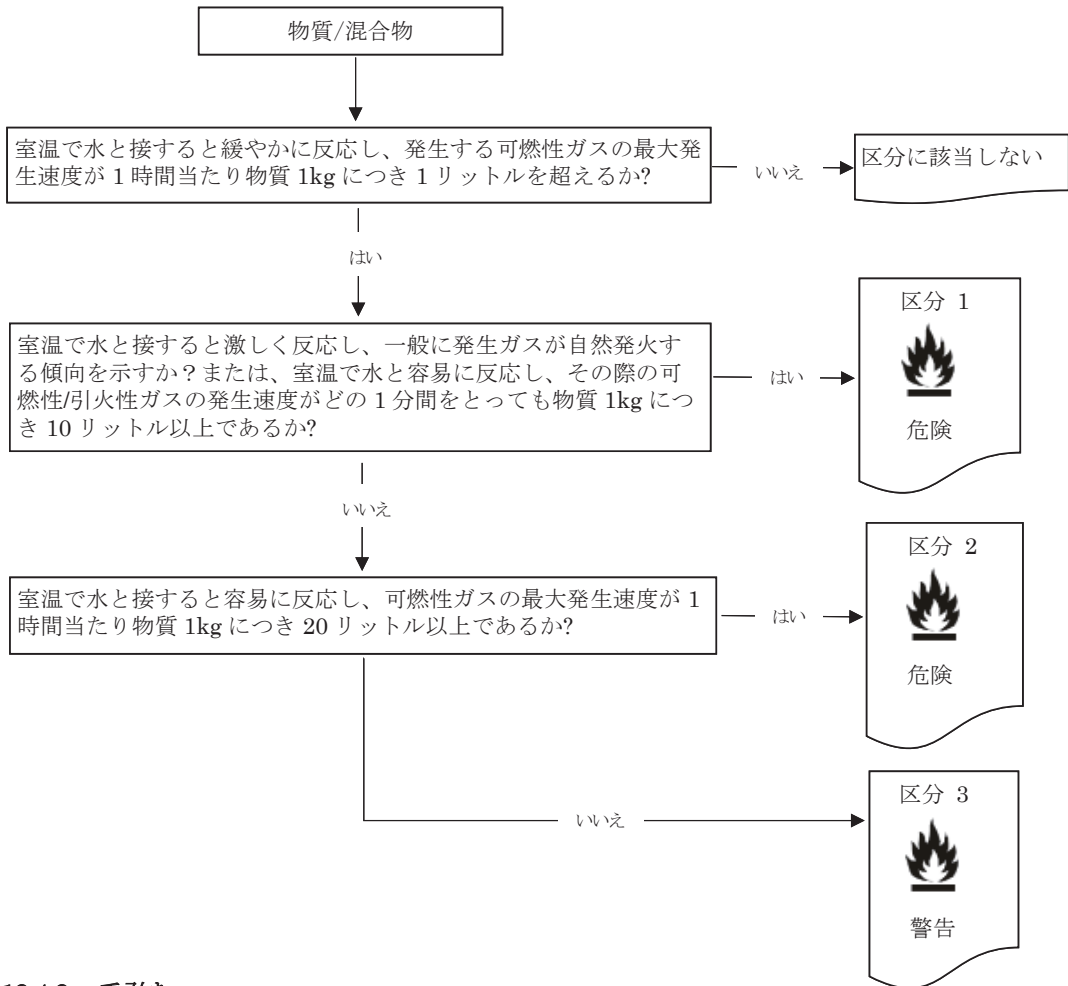 物質/混合物
室温で水と接すると緩やかに反応し、発生する可燃性ガスの最大発
生速度が 1 時間当たり物質 1kg につき 1 リットルを超えるか?
いいえ
区分に該当しない
はい
室温で水と接すると激しく反応し、一般に発生ガスが自然発火す
る傾向を示すか？または、室温で水と容易に反応し、その際の可
燃性/引火性ガスの発生速度がどの 1 分間をとっても物質 1kg につ
き 10 リットル以上であるか?
はい
区分 1
危険
いいえ
室温で水と接すると容易に反応し、可燃性ガスの最大発生速度が 1
時間当たり物質 1kg につき 20 リットル以上であるか?
はい
区分 2
危険
いいえ
区分 3
警告